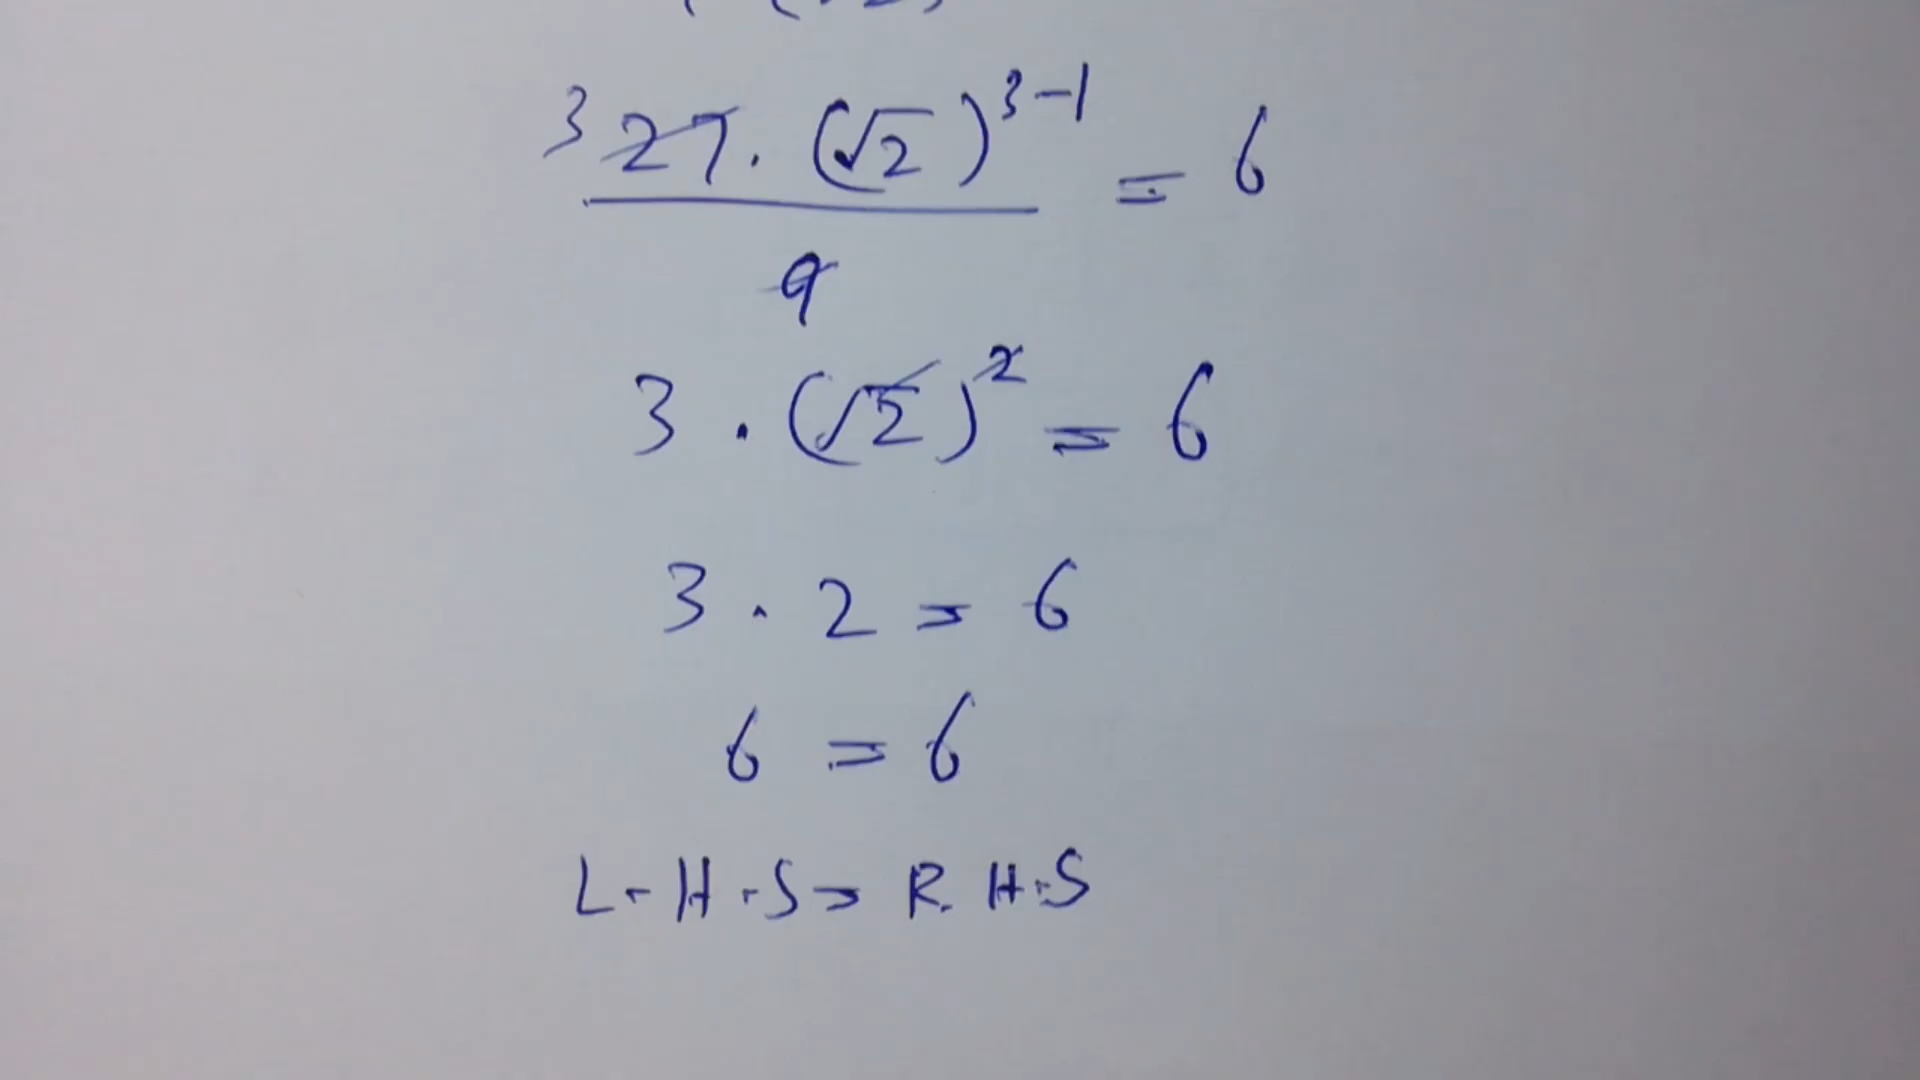 3 27 · (√2)^3-1 = 6
9
3 · (√2)^2 = 6
3 · 2 = 6
6 = 6
L-H-S = R.H.S